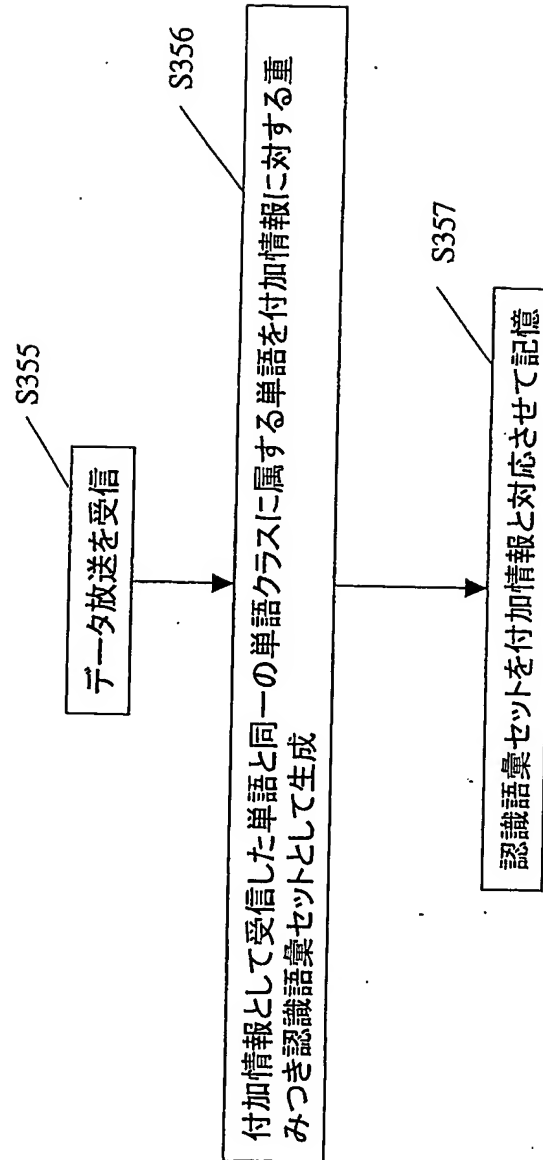 S355
データ放送を受信
S356
付加情報として受信した単語と同一の単語クラスに属する単語を付加情報に対する重
みつき認識語彙セットとして生成
S357
認識語彙セットを付加情報と対応させて記憶